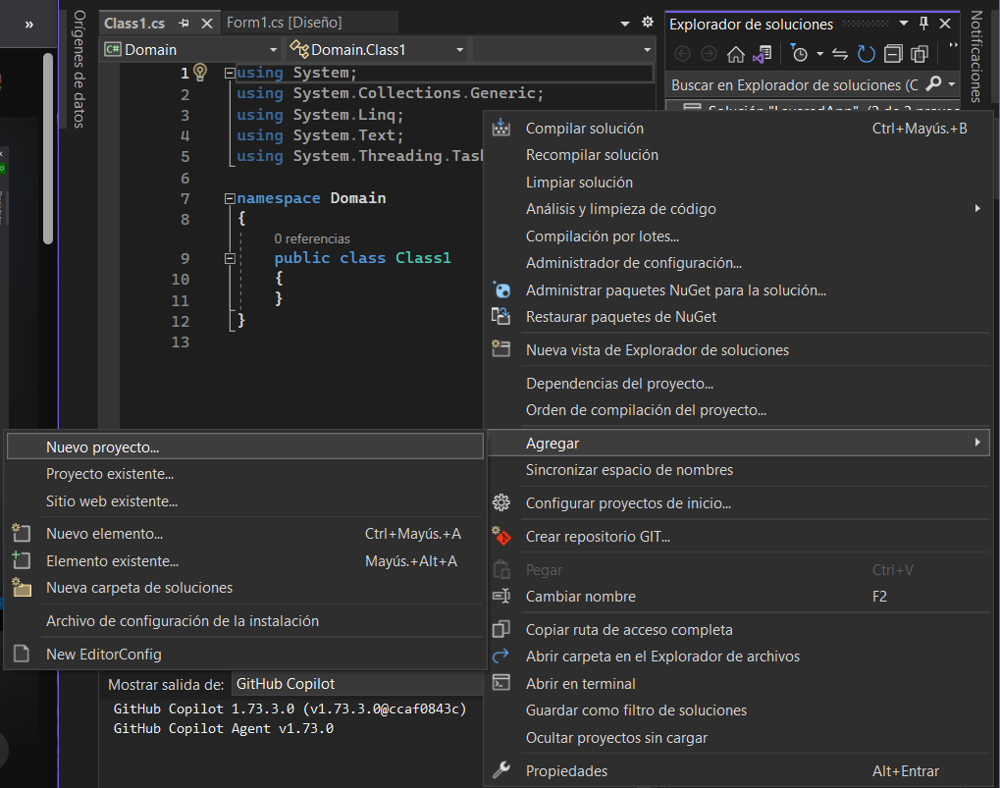 »
Orígenes de datos
Class1.cs
Form1.cs [Diseño]
C# Domain
Domain.Class1
1 using System;
2 using System.Collections.Generic;
3 using System.Linq;
4 using System.Text;
5 using System.Threading.Task
6
7 namespace Domain
8 {
0 referencias
9 public class Class1
10 {
11 }
12 }
13
Explorador de soluciones
Buscar en Explorador de soluciones (C
Solución "LayeredApp"
Notificaciones
Compilar solución Ctrl+Mayús.+B
Recompilar solución
Limpiar solución
Análisis y limpieza de código
Compilación por lotes...
Administrador de configuración...
Administrar paquetes NuGet para la solución...
Restaurar paquetes de NuGet
Nueva vista de Explorador de soluciones
Dependencias del proyecto...
Orden de compilación del proyecto...
Agregar
Sincronizar espacio de nombres
Configurar proyectos de inicio...
Crear repositorio GIT...
Pegar Ctrl+V
Cambiar nombre F2
Copiar ruta de acceso completa
Abrir carpeta en el Explorador de archivos
Abrir en terminal
Guardar como filtro de soluciones
Ocultar proyectos sin cargar
Propiedades Alt+Entrar
Nuevo proyecto...
Proyecto existente...
Sitio web existente...
Nuevo elemento... Ctrl+Mayús.+A
Elemento existente... Mayús.+Alt+A
Nueva carpeta de soluciones
Archivo de configuración de la instalación
New EditorConfig
Mostrar salida de: GitHub Copilot
GitHub Copilot 1.73.3.0 (v1.73.3.0@ccaf0843c)
GitHub Copilot Agent v1.73.0